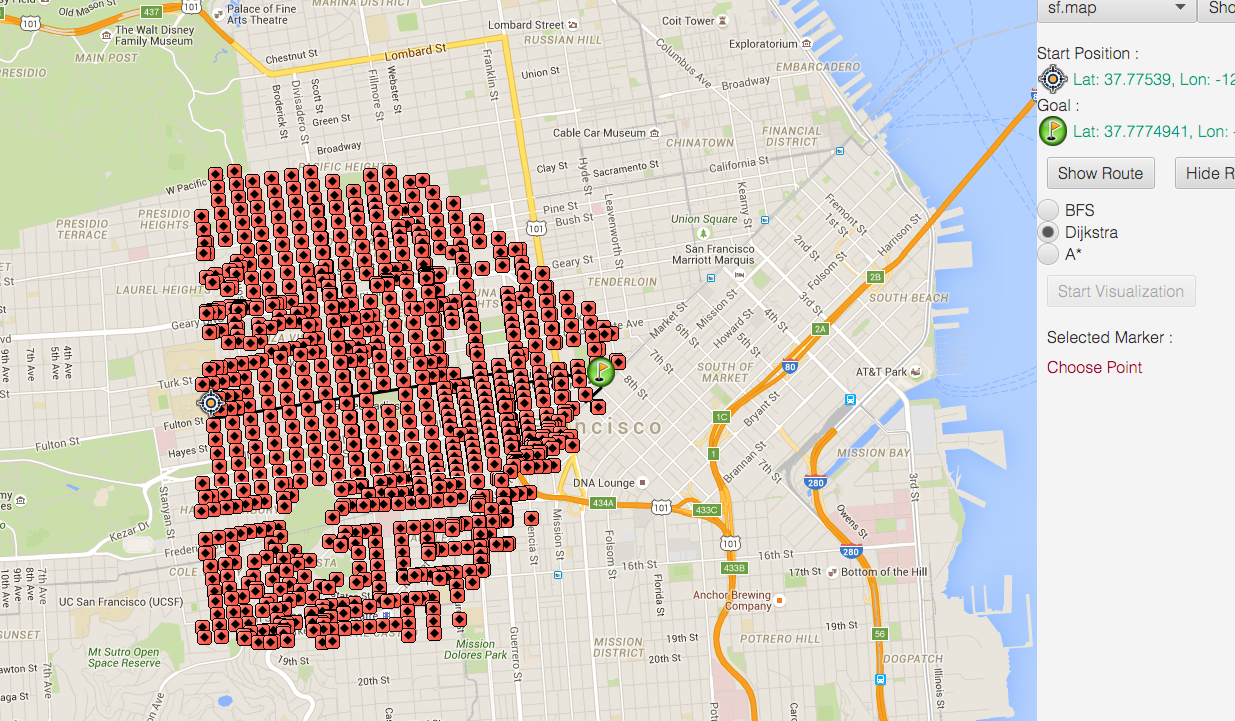 Old Mason St
437
101
Palace of Fine
Arts Theatre
MARINA DISTRICT
Lombard Street
Coit Tower
101
The Walt Disney
Family Museum
RUSSIAN HILL
Exploratorium
MAIN POST
PRESIDIO
Chestnut St
Lombard St
Columbus Ave
EMBARCADERO
Franklin St
Union St
Webster St
Fillmore St
Scott St
Divisadero St
Broderick St
Broadway
Green St
Broadway
Cable Car Museum
FINANCIAL
DISTRICT
CHINATOWN
PACIFIC HEIGHTS
Clay St
Sacramento St
California St
W Pacific
Hyde St
Leavenworth St
Kearny St
Pine St
Bush St
PRESIDIO
HEIGHTS
PRESIDIO
TERRACE
101
Union Square
Fremont St
1st St
Harrison St
San Francisco
Marriott Marquis
2nd St
Folsom St
Geary St
TENDERLOIN
2B
LAUREL HEIGHTS
SOUTH BEACH
Market St
Mission St
3rd St
Howard St
4th St
5th St
6th St
2A
Geary
7th St
SOUTH OF
MARKET
80
AT&T Park
9th Ave
7th Ave
5th Ave
4th Ave
Turk St
8th St
Bryant St
1C
Fulton St
Fulton St
ncisco
Hayes St
1
Brannan St
7th St
MISSION BAY
DNA Lounge
280
3rd St
Stanyan St
434A
101
433C
Owens St
Kezar Dr
Mission St
Folsom St
101
280
16th St
16th St
433B
17th St
Bottom of the Hill
COLE
Florida St
UC San Francisco (UCSF)
Anchor Brewing
Company
10th Ave
9th Ave
8th Ave
7th Ave
19th St
19th St
56
POTRERO HILL
SUNSET
Guerrero St
MISSION
DISTRICT
Mission
Dolores Park
Mt Sutro Open
Space Reserve
20th St
DOGPATCH
20th St
7th Ave
Illinois St
sf.map
Start Position :
Lat: 37.77539, Lon: -12
Goal :
Lat: 37.7774941, Lon: -
Show Route
Hide R
BFS
Dijkstra
A*
Start Visualization
Selected Marker :
Choose Point